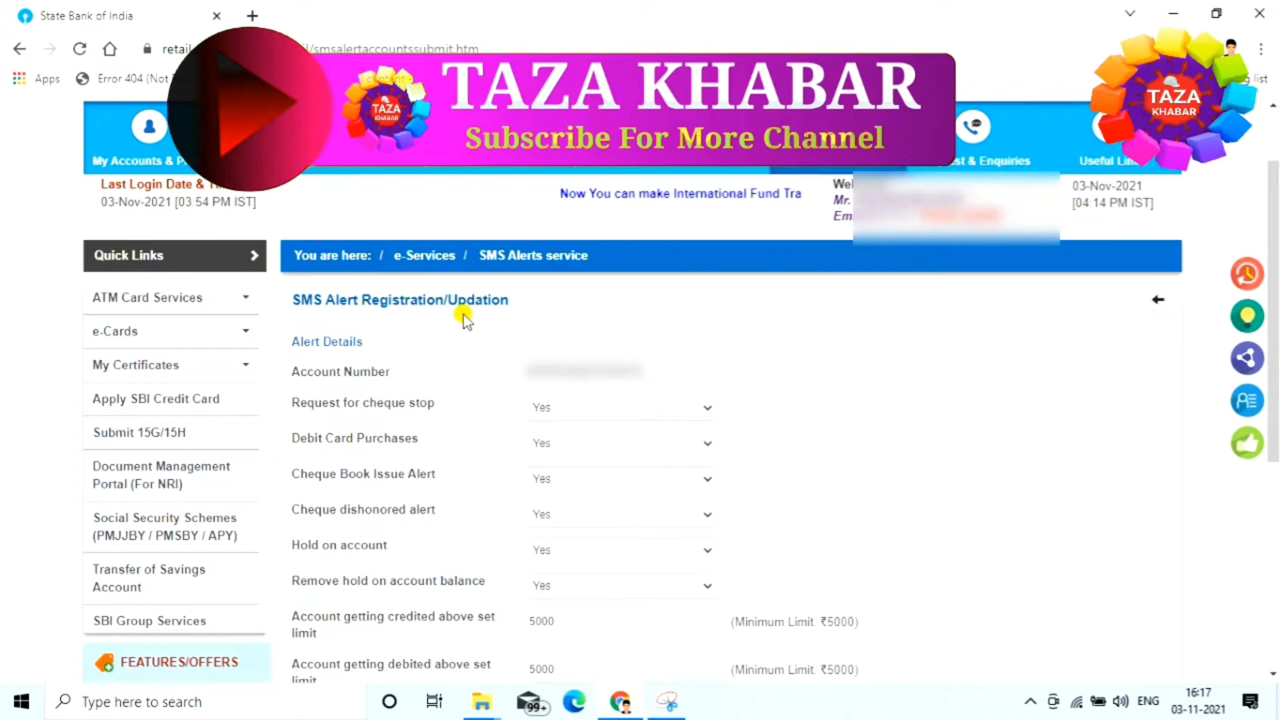 State Bank of India
retail
/smsalertaccountssubmit.htm
Apps
Error 404 (Not
TAZA KHABAR
TAZA KHABAR
Subscribe For More Channel
TAZA KHABAR
My Accounts & P
& Enquiries
Last Login Date &
03-Nov-2021 [03:54 PM IST]
Now You can make International Fund Tra
Wel
Mr.
Em
03-Nov-2021
[04:14 PM IST]
Quick Links
You are here: / e-Services / SMS Alerts service
ATM Card Services
e-Cards
My Certificates
Apply SBI Credit Card
Submit 15G/15H
Document Management
Portal (For NRI)
Social Security Schemes
(PMJJBY / PMSBY / APY)
Transfer of Savings
Account
SBI Group Services
FEATURES/OFFERS
SMS Alert Registration/Updation
Alert Details
Account Number
Request for cheque stop Yes
Debit Card Purchases Yes
Cheque Book Issue Alert Yes
Cheque dishonored alert Yes
Hold on account Yes
Remove hold on account balance Yes
Account getting credited above set
limit
5000 (Minimum Limit. ₹5000)
Account getting debited above set
limit
5000 (Minimum Limit. ₹5000)
Type here to search
99+
ENG
16:17
03-11-2021